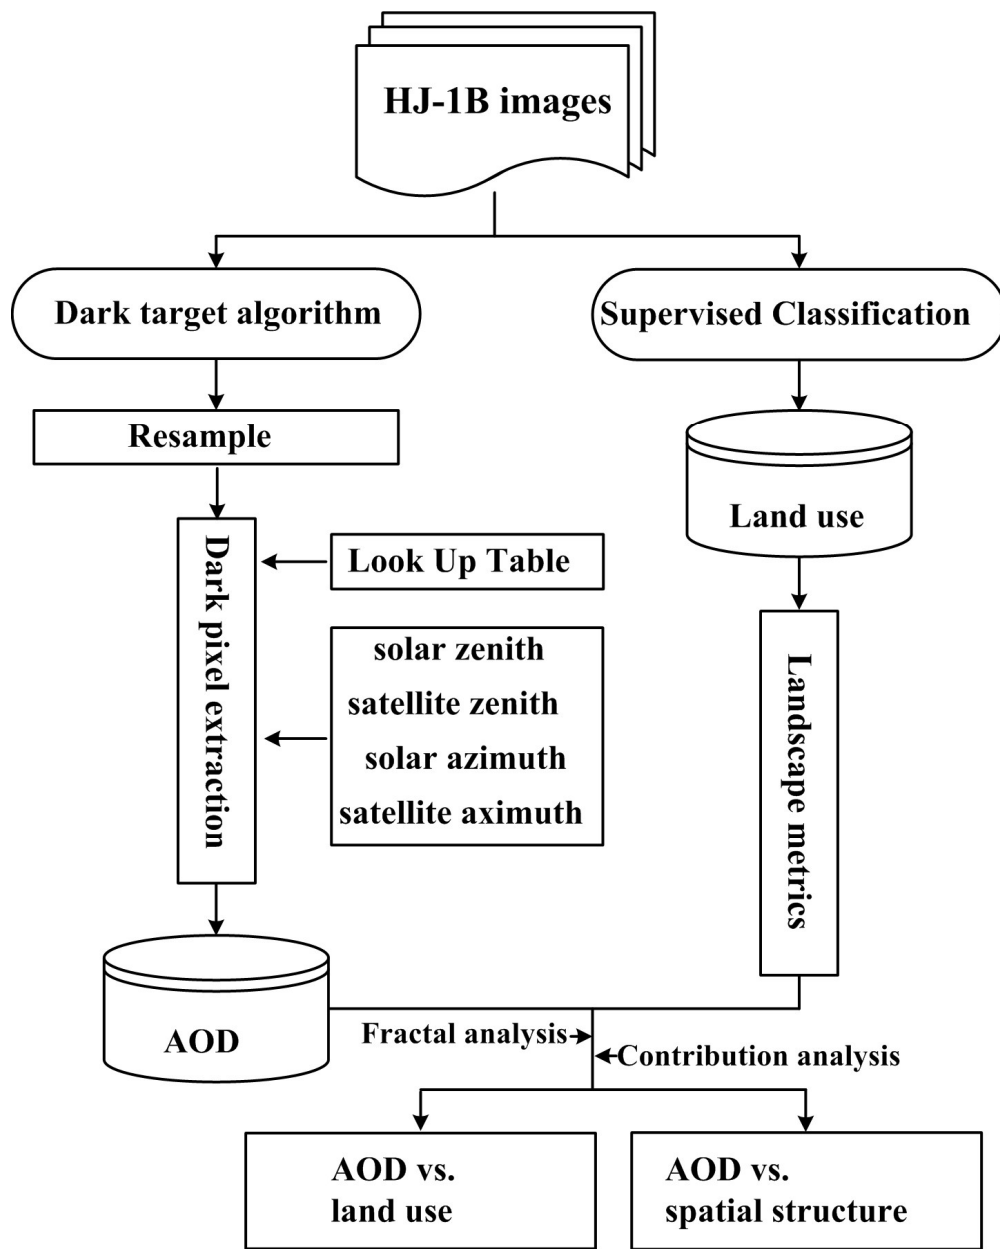 HJ-1B images
Dark target algorithm
Supervised Classification
Resample
Land use
Look Up Table
Dark pixel extraction
solar zenith
satellite zenith
solar azimuth
satellite aximuth
Landscape metrics
AOD
Fractal analysis
Contribution analysis
AOD vs.
land use
AOD vs.
spatial structure